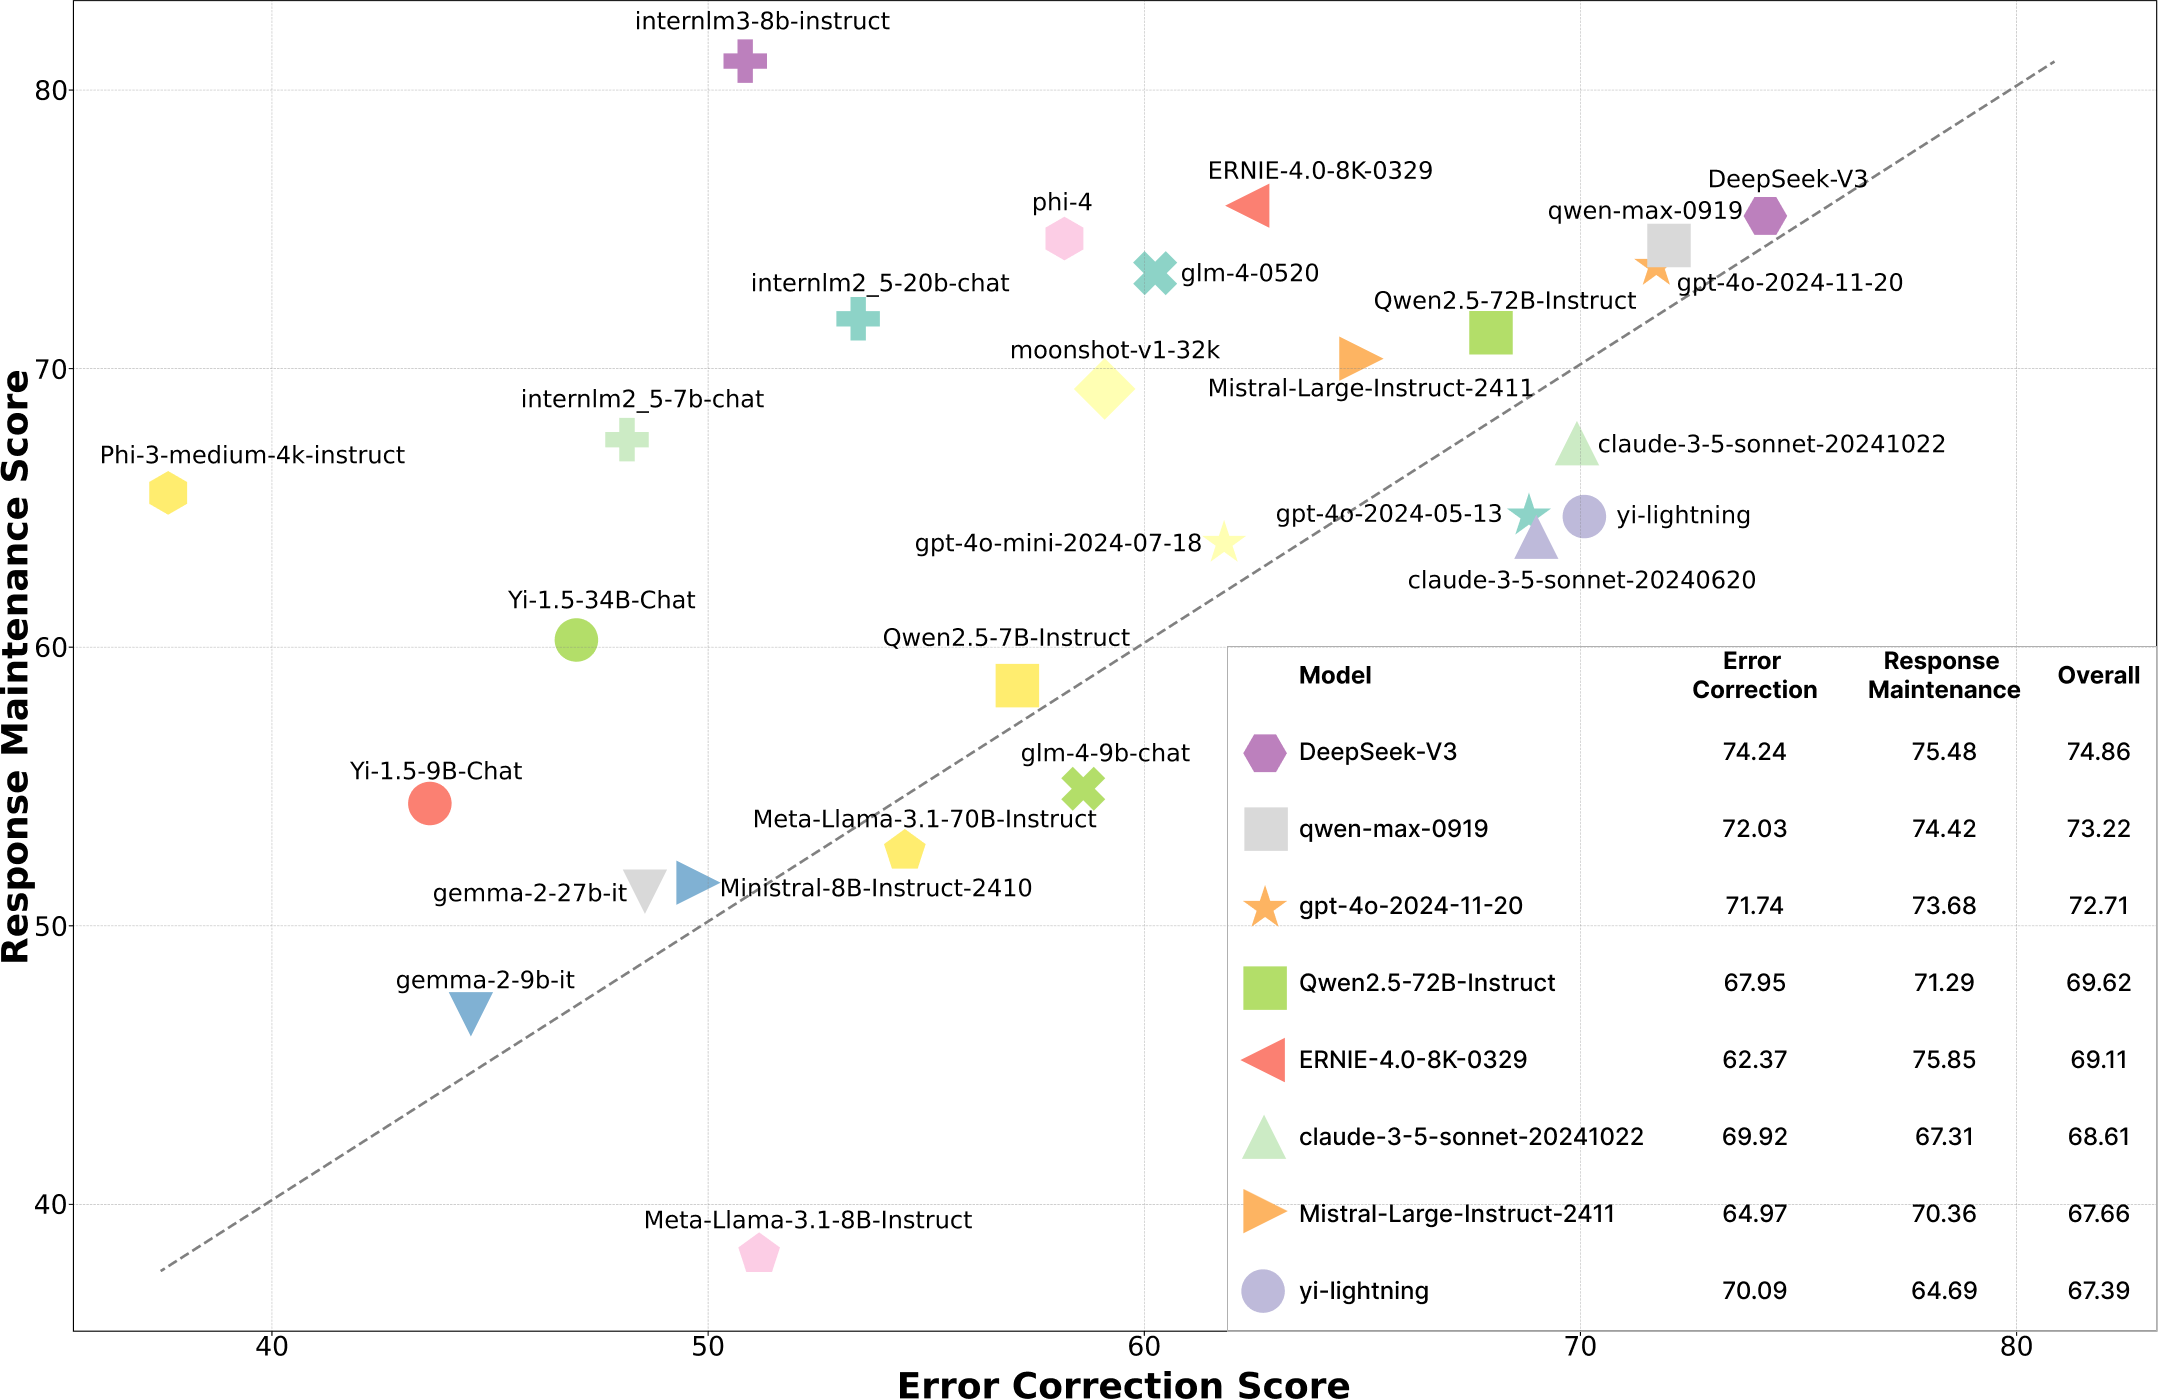 internlm3-8b-instruct
80
ERNIE-4.0-8K-0329
DeepSeek-V3
phi-4
qwen-max-0919
glm-4-0520
internlm2_5-20b-chat
gpt-4o-2024-11-20
Qwen2.5-72B-Instruct
moonshot-v1-32k
70
Mistral-Large-Instruct-2411
internlm2_5-7b-chat
claude-3-5-sonnet-20241022
Phi-3-medium-4k-instruct
gpt-4o-2024-05-13
yi-lightning
gpt-4o-mini-2024-07-18
claude-3-5-sonnet-20240620
Yi-1.5-34B-Chat
Qwen2.5-7B-Instruct
60
Response Maintenance Score
glm-4-9b-chat
Yi-1.5-9B-Chat
Meta-Llama-3.1-70B-Instruct
gemma-2-27b-it
Ministral-8B-Instruct-2410
50
gemma-2-9b-it
40
Meta-Llama-3.1-8B-Instruct
Model Error Correction Response Maintenance Overall
DeepSeek-V3 74.24 75.48 74.86
qwen-max-0919 72.03 74.42 73.22
gpt-4o-2024-11-20 71.74 73.68 72.71
Qwen2.5-72B-Instruct 67.95 71.29 69.62
ERNIE-4.0-8K-0329 62.37 75.85 69.11
claude-3-5-sonnet-20241022 69.92 67.31 68.61
Mistral-Large-Instruct-2411 64.97 70.36 67.66
yi-lightning 70.09 64.69 67.39
40 50 60 70 80
Error Correction Score